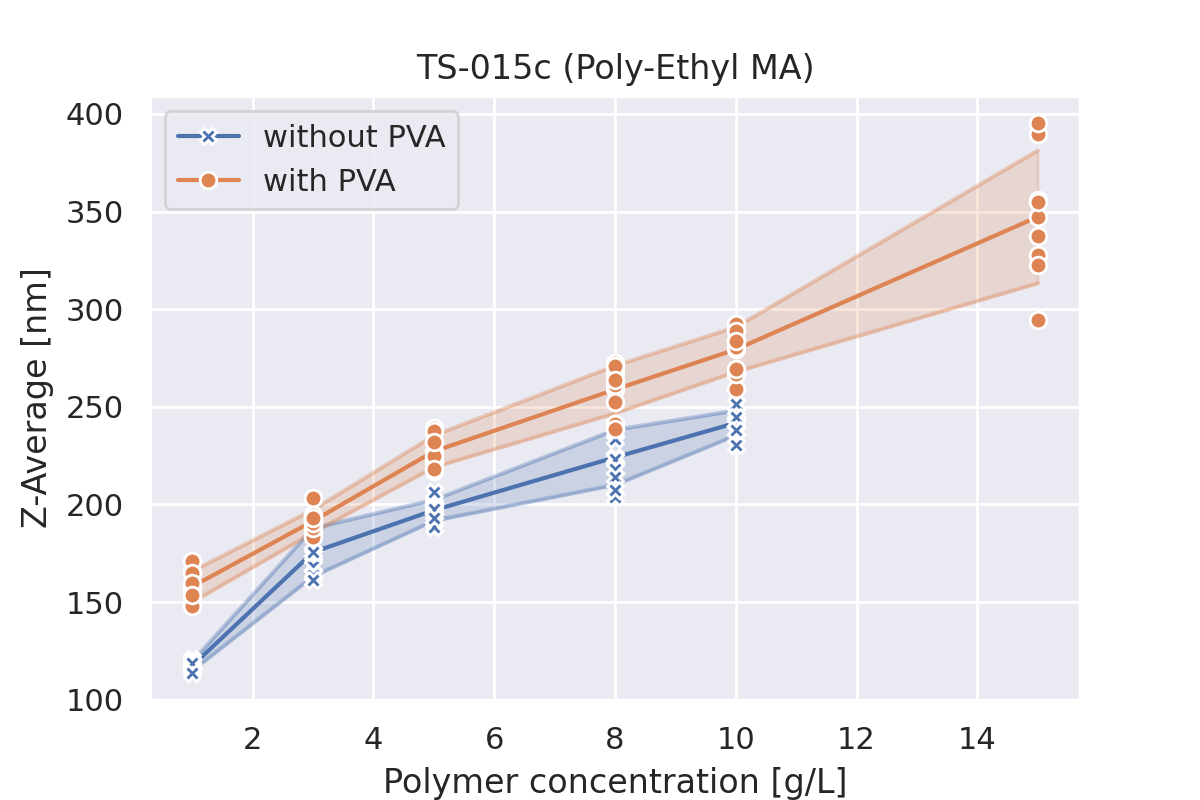 TS-015c (Poly-Ethyl MA)
without PVA
with PVA
Z-Average [nm]
400
350
300
250
200
150
100
2 4 6 8 10 12 14
Polymer concentration [g/L]